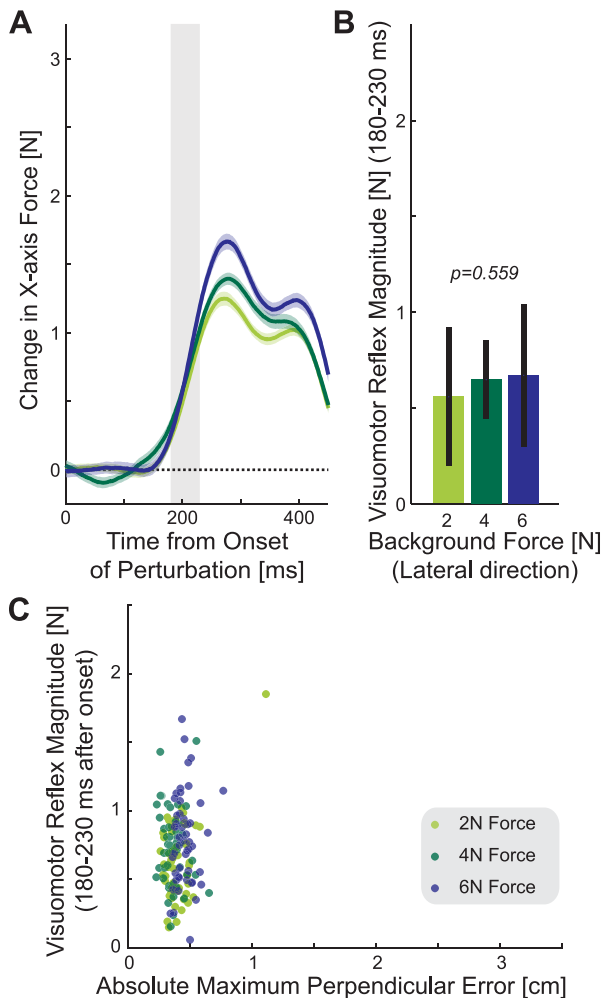 A
Change in X-axis Force [N]
3
2
1
0
0
200
400
Time from Onset
of Perturbation [ms]
B
Visuomotor Reflex Magnitude [N] (180-230 ms)
2
1
0
p=0.559
2
4
6
Background Force [N]
(Lateral direction)
C
Visuomotor Reflex Magnitude [N]
(180-230 ms after onset)
2
1
0
0
1
2
3
Absolute Maximum Perpendicular Error [cm]
2N Force
4N Force
6N Force